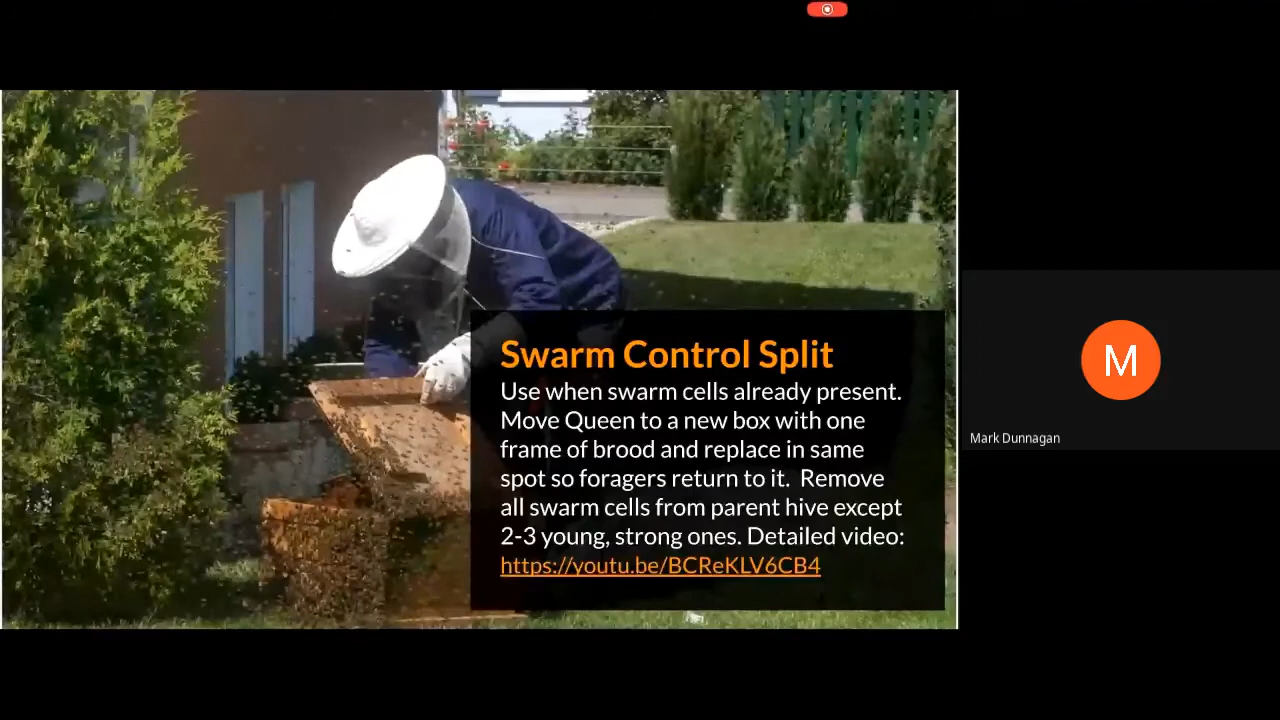 Swarm Control Split
Use when swarm cells already present.
Move Queen to a new box with one
frame of brood and replace in same
spot so foragers return to it.  Remove
all swarm cells from parent hive except
2-3 young, strong ones. Detailed video:
https://youtu.be/BCReKLV6CB4
M
Mark Dunnagan